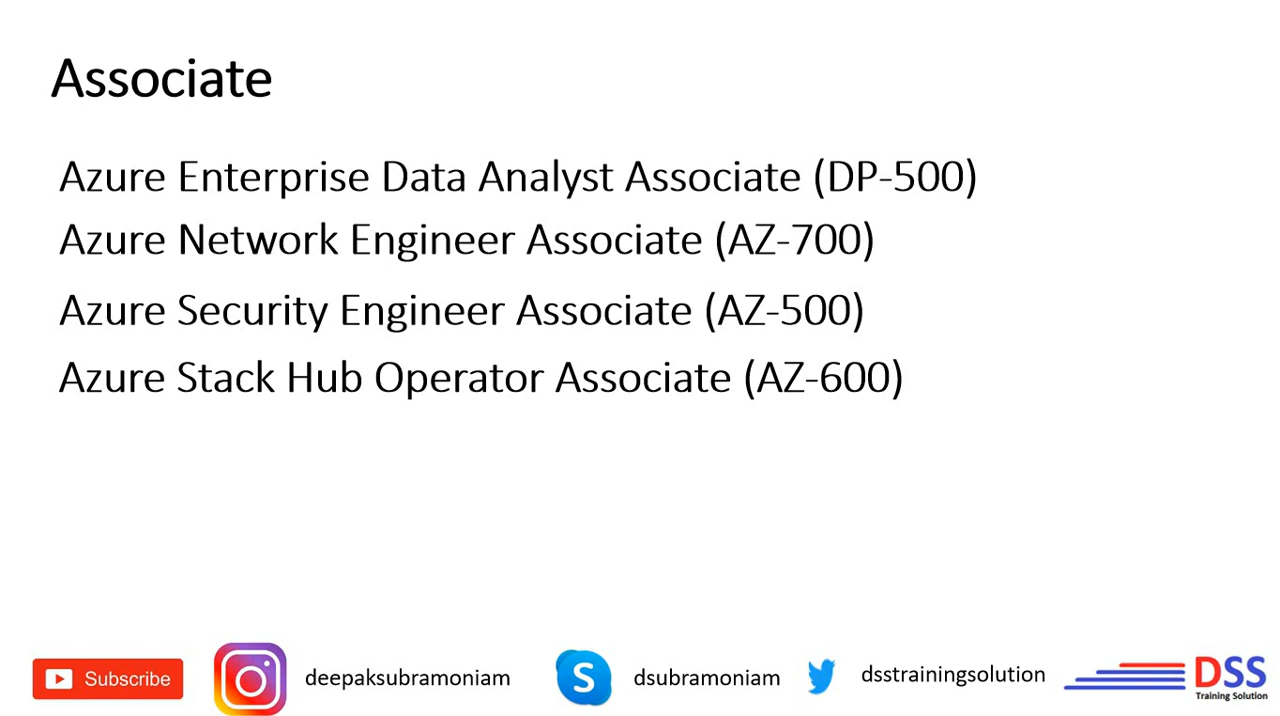 Associate
Azure Enterprise Data Analyst Associate (DP-500)
Azure Network Engineer Associate (AZ-700)
Azure Security Engineer Associate (AZ-500)
Azure Stack Hub Operator Associate (AZ-600)
Subscribe
deepaksubramoniam
S
dsubramoniam
dsstrainingsolution
DSS
Training Solution